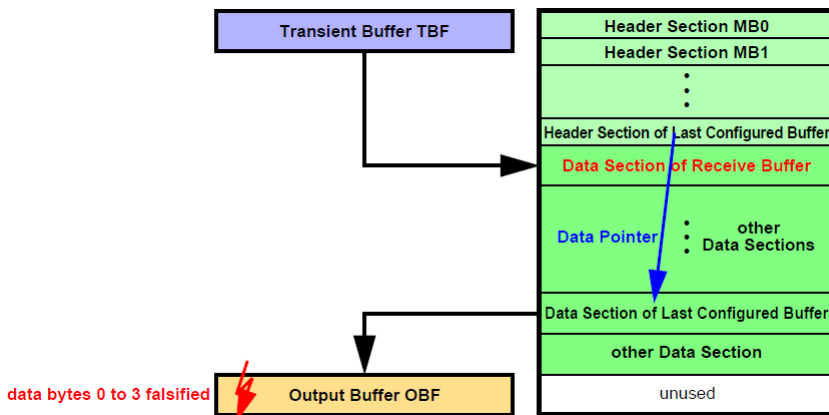 Transient Buffer TBF
Header Section MB0
Header Section MB1
Header Section of Last Configured Buffer
Data Section of Receive Buffer
Data Pointer
other
Data Sections
Data Section of Last Configured Buffer
other Data Section
data bytes 0 to 3 falsified
Output Buffer OBF
unused